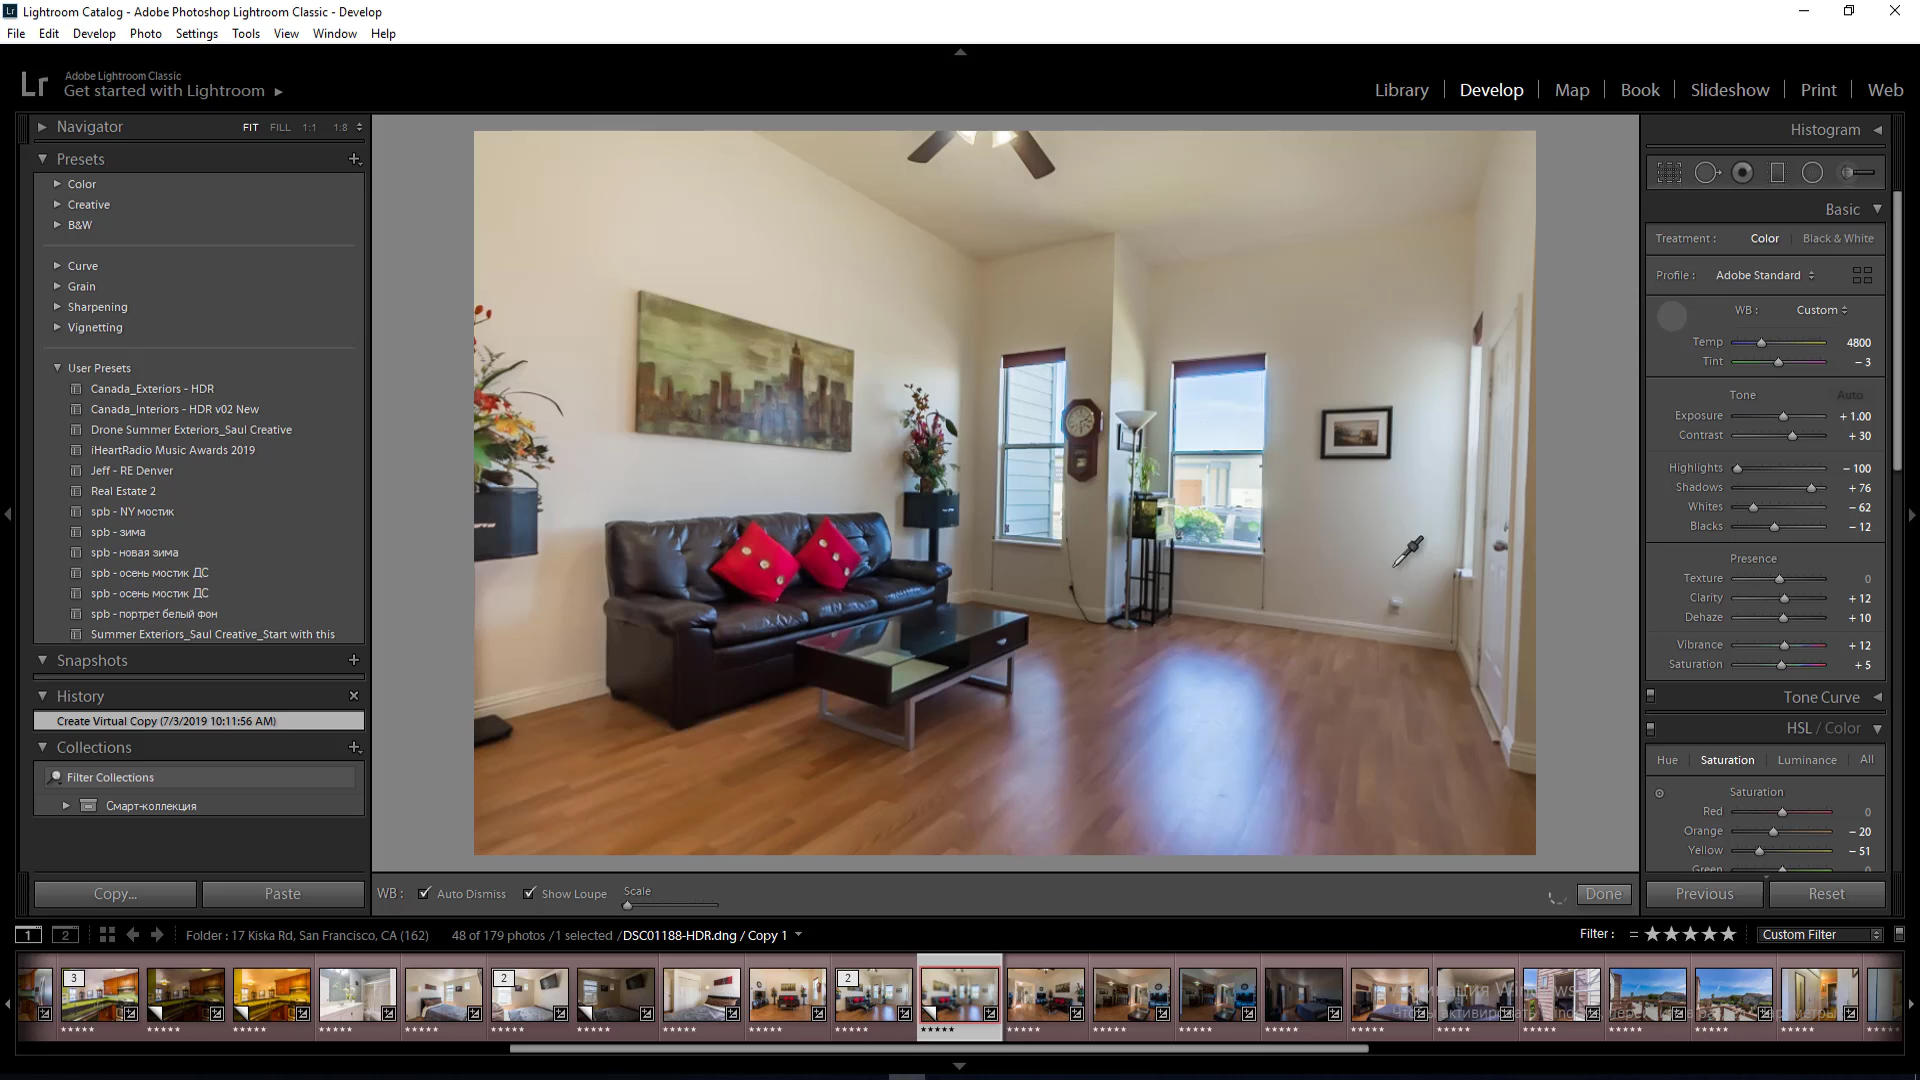 Lightroom Catalog - Adobe Photoshop Lightroom Classic - Develop
File Edit Develop Photo Settings Tools View Window Help
Lr Adobe Lightroom Classic
Get started with Lightroom
Library Develop Map Book Slideshow Print Web
Navigator FIT FILL 1:1 1:8
Presets
Color
Creative
B&W
Curve
Grain
Sharpening
Vignetting
User Presets
Canada_Exteriors - HDR
Canada_Interiors - HDR v02 New
Drone Summer Exteriors_Saul Creative
iHeartRadio Music Awards 2019
Jeff - RE Denver
Real Estate 2
spb - NY мостик
spb - зима
spb - новая зима
spb - осень мостик ДС
spb - осень мостик ДС
spb - портрет белый фон
Summer Exteriors_Saul Creative_Start with this
Snapshots
History
Create Virtual Copy (7/3/2019 10:11:56 AM)
Collections
Filter Collections
Смарт-коллекция
Copy... Paste
WB : Auto Dismiss Show Loupe Scale Done
Histogram
Basic
Treatment : Color Black & White
Profile : Adobe Standard
WB : Custom
Temp 4800
Tint – 3
Tone Auto
Exposure + 1.00
Contrast + 30
Highlights – 100
Shadows + 76
Whites – 62
Blacks – 12
Presence
Texture 0
Clarity + 12
Dehaze + 10
Vibrance + 12
Saturation + 5
Tone Curve
HSL / Color
Hue Saturation Luminance All
Saturation
Red 0
Orange – 20
Yellow – 51
Green 0
Previous Reset
1 2 Folder : 17 Kiska Rd, San Francisco, CA (162) 48 of 179 photos /1 selected /DSC01188-HDR.dng / Copy 1 Filter : Custom Filter
3 2 2
Активация Windows